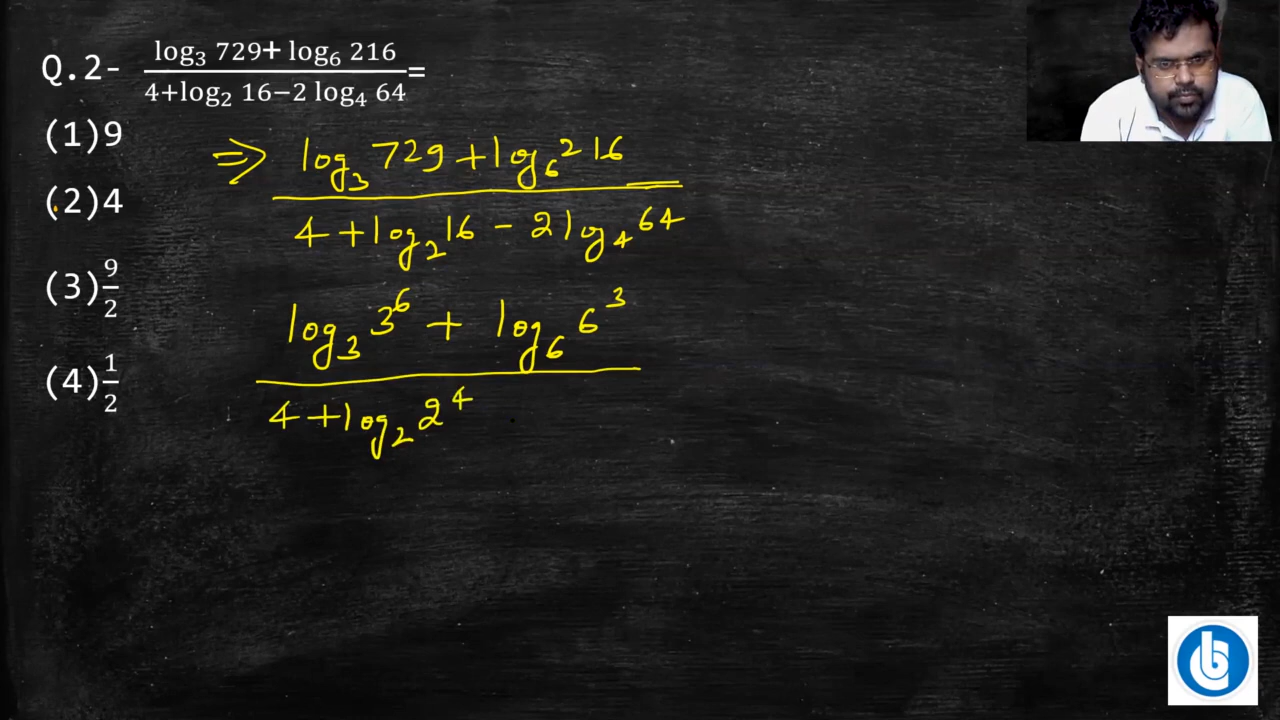 Q.2- log₃ 729+ log₆ 216
4+log₂ 16−2 log₄ 64 =
(1)9
(2)4
(3)9/2
(4)1/2
⇒ log₃ 729 + log₆ 216
4 + log₂ 16 − 2 log₄ 64
log₃ 3⁶ + log₆ 6³
4 + log₂ 2⁴